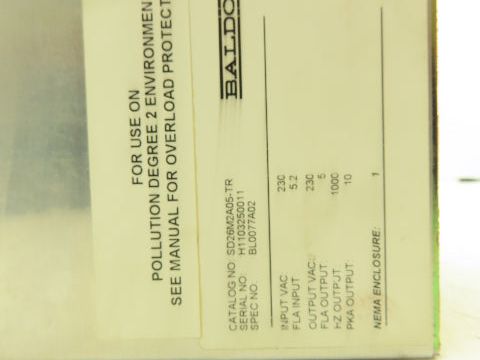 FOR USE ON
POLLUTION DEGREE 2 ENVIRONMEN
SEE MANUAL FOR OVERLOAD PROTECT
BALDO
CATALOG NO: SD26M2A05-TR
SERIAL NO: H1103250011
SPEC NO: BL0077A02
INPUT VAC 230
FLA INPUT 5.2
OUTPUT VAC: 230
FLA OUTPUT 5
HZ OUTPUT 1000
PKA OUTPUT 10
NEMA ENCLOSURE: 1